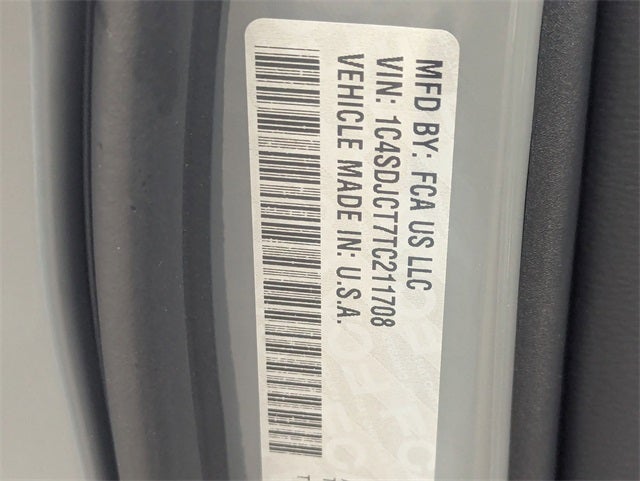 MFD BY: FCA US LLC
VIN: 1C4SDJCT7TC211708
VEHICLE MADE IN: U.S.A.